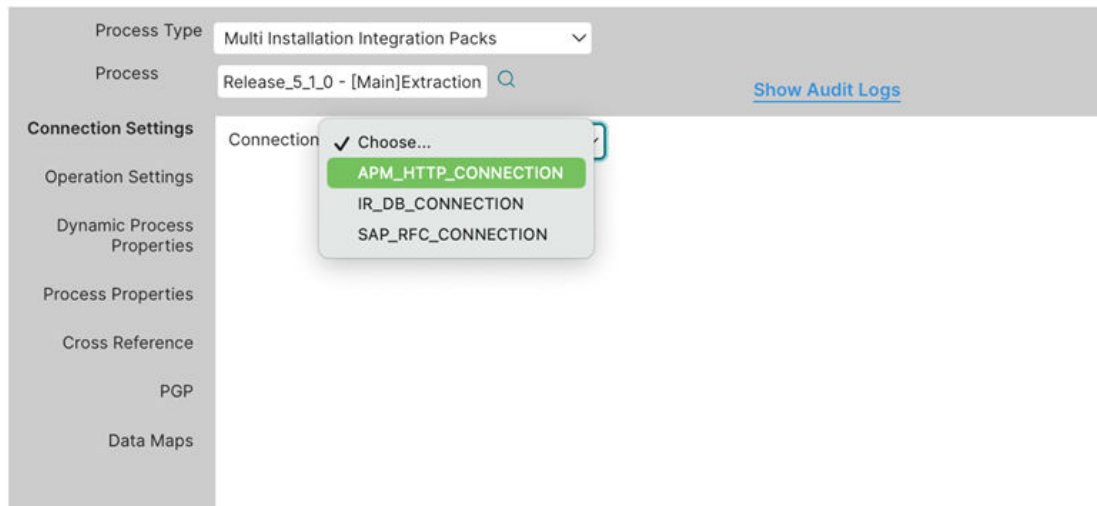 Process Type
Multi Installation Integration Packs
Process
Release_5_1_0 - [Main]Extraction
Show Audit Logs
Connection Settings
Connection
✓ Choose...
APM_HTTP_CONNECTION
IR_DB_CONNECTION
SAP_RFC_CONNECTION
Operation Settings
Dynamic Process
Properties
Process Properties
Cross Reference
PGP
Data Maps